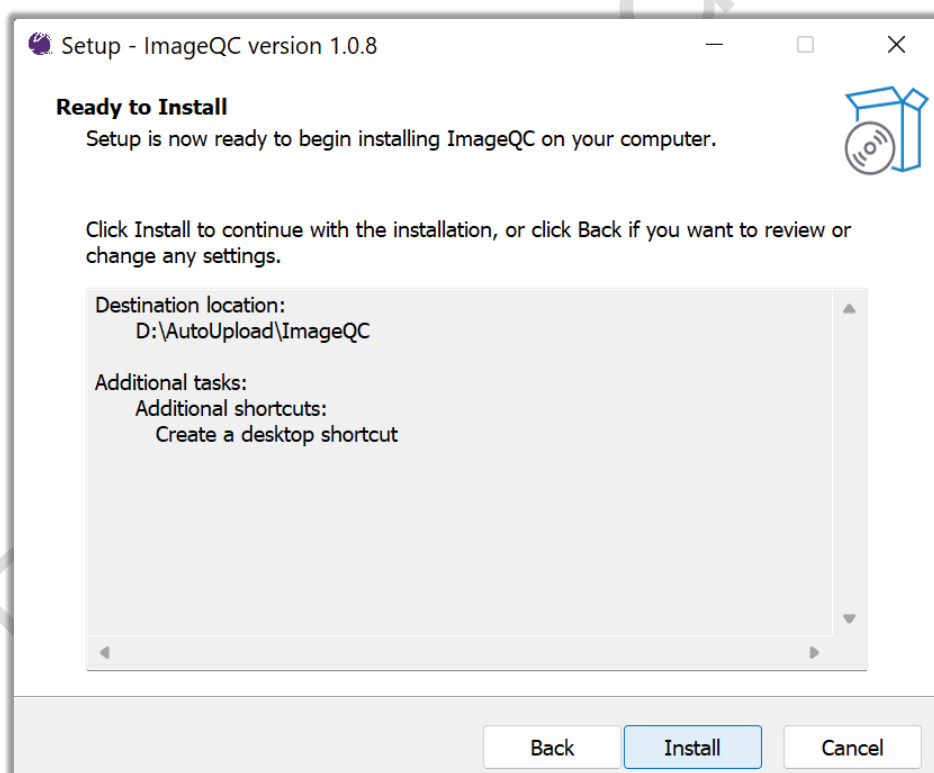 Setup - ImageQC version 1.0.8
Ready to Install
Setup is now ready to begin installing ImageQC on your computer.
Click Install to continue with the installation, or click Back if you want to review or
change any settings.
Destination location:
D:\AutoUpload\ImageQC
Additional tasks:
Additional shortcuts:
Create a desktop shortcut
Back
Install
Cancel